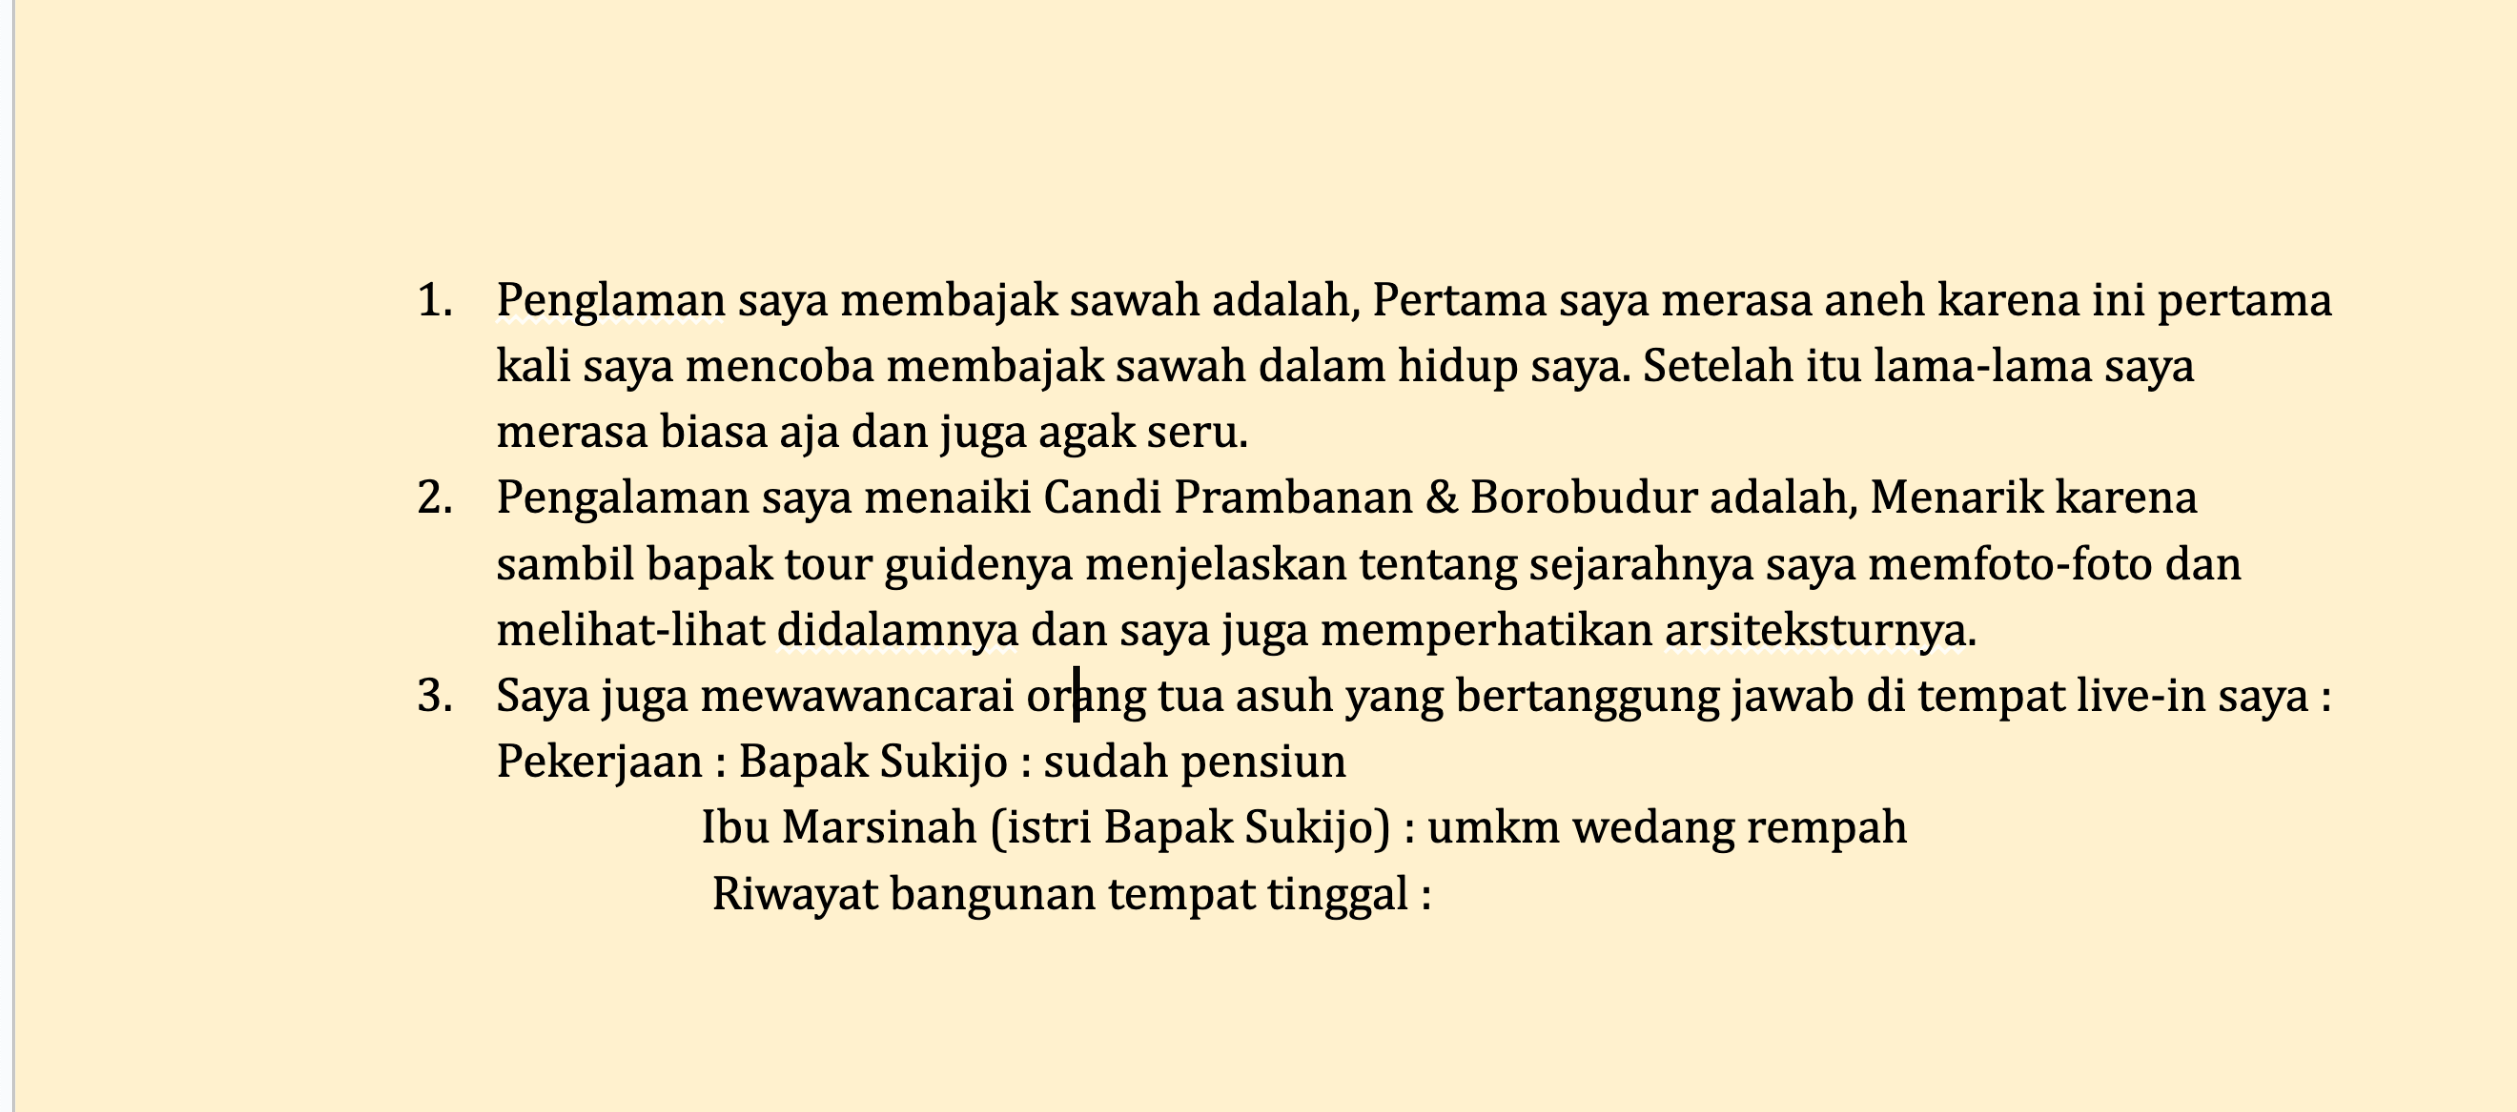 1. Penglaman saya membajak sawah adalah, Pertama saya merasa aneh karena ini pertama
kali saya mencoba membajak sawah dalam hidup saya. Setelah itu lama-lama saya
merasa biasa aja dan juga agak seru.
2. Pengalaman saya menaiki Candi Prambanan & Borobudur adalah, Menarik karena
sambil bapak tour guidenya menjelaskan tentang sejarahnya saya memfoto-foto dan
melihat-lihat didalamnya dan saya juga memperhatikan arsiteksturnya.
3. Saya juga mewawancarai orang tua asuh yang bertanggung jawab di tempat live-in saya :
Pekerjaan : Bapak Sukijo : sudah pensiun
Ibu Marsinah (istri Bapak Sukijo) : umkm wedang rempah
Riwayat bangunan tempat tinggal :